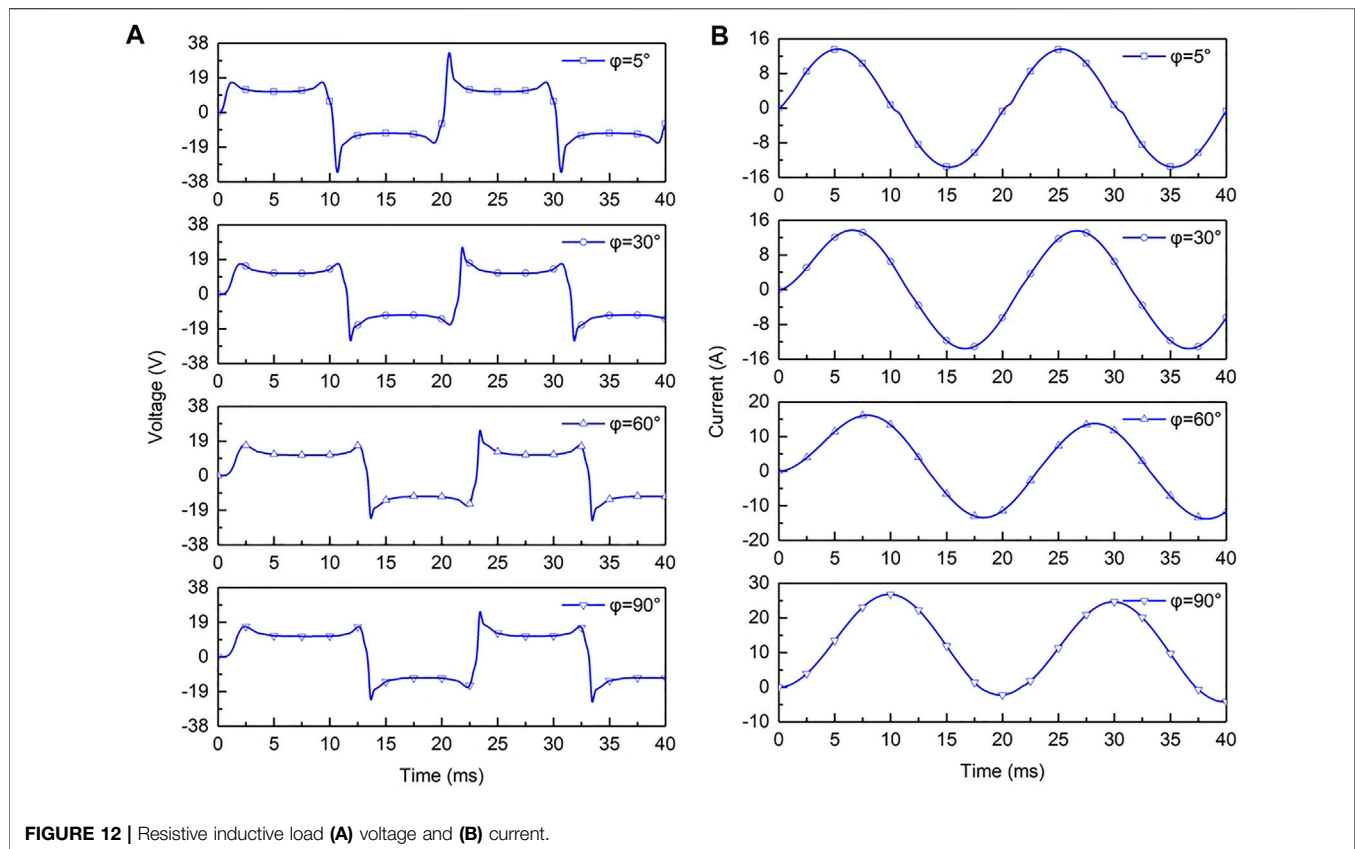 A
B
38
19
0
-19
-38
φ=5°
0 5 10 15 20 25 30 35 40
38
19
0
-19
-38
φ=30°
0 5 10 15 20 25 30 35 40
38
19
0
-19
-38
φ=60°
0 5 10 15 20 25 30 35 40
38
19
0
-19
-38
φ=90°
0 5 10 15 20 25 30 35 40
Voltage (V)
Time (ms)
16
8
0
-8
-16
φ=5°
0 5 10 15 20 25 30 35 40
16
8
0
-8
-16
φ=30°
0 5 10 15 20 25 30 35 40
20
10
0
-10
-20
φ=60°
0 5 10 15 20 25 30 35 40
30
20
10
0
-10
φ=90°
0 5 10 15 20 25 30 35 40
Current (A)
Time (ms)
FIGURE 12 | Resistive inductive load (A) voltage and (B) current.